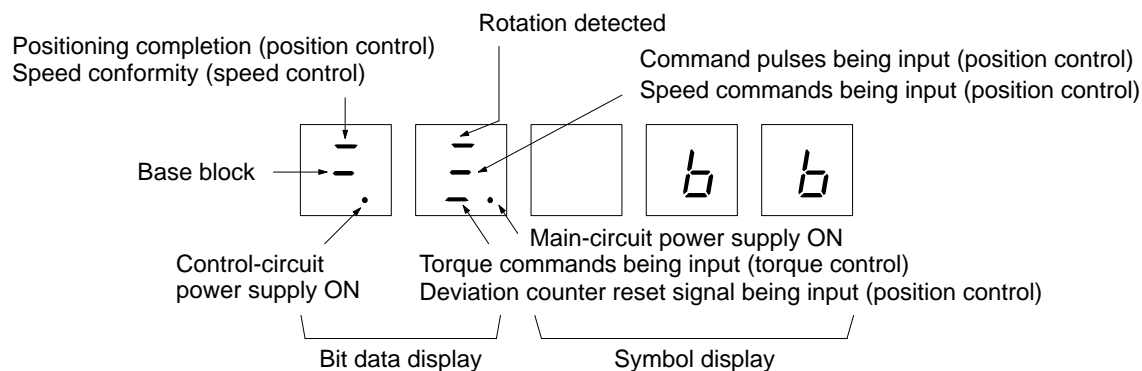 Rotation detected
Positioning completion (position control)
Speed conformity (speed control)
Command pulses being input (position control)
Speed commands being input (position control)
Base block
b b
Main-circuit power supply ON
Control-circuit
power supply ON
Torque commands being input (torque control)
Deviation counter reset signal being input (position control)
Bit data display
Symbol display